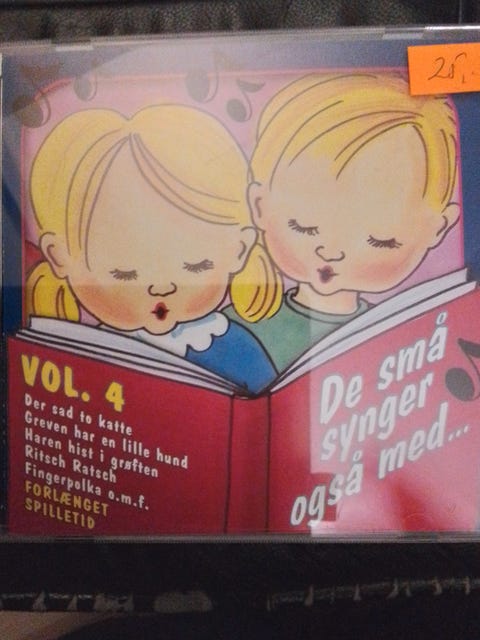 25,-
VOL. 4
Der sad to katte
Greven har en lille hund
Haren hist i grøften
Ritsch Ratsch
Fingerpolka o.m.f.
FORLÆNGET
SPILLETID
De små
synger
også med...